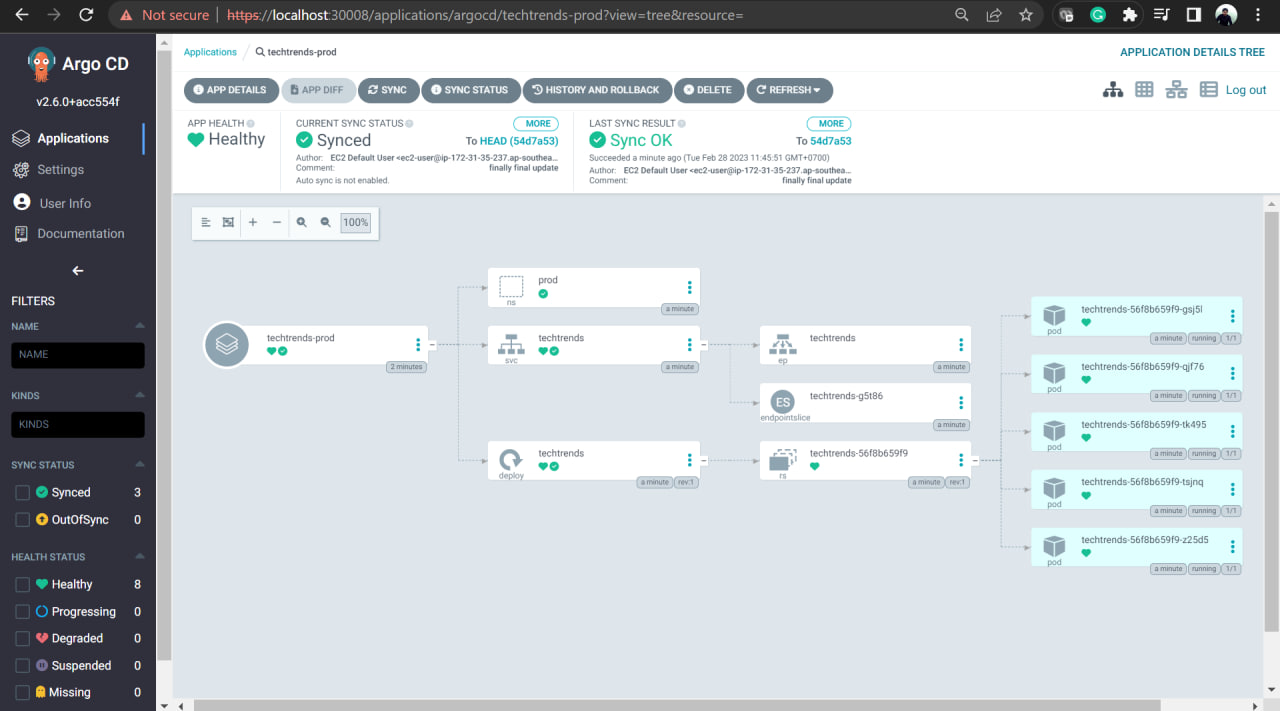 Not secure https://localhost:30008/applications/argocd/techtrends-prod?view=tree&resource=
Argo CD
v2.6.0+acc554f
Applications
Settings
User Info
Documentation
FILTERS
NAME
NAME
KINDS
KINDS
SYNC STATUS
Synced 3
OutOfSync 0
HEALTH STATUS
Healthy 8
Progressing 0
Degraded 0
Suspended 0
Missing 0
Applications / techtrends-prod
APPLICATION DETAILS TREE
APP DETAILS APP DIFF SYNC SYNC STATUS HISTORY AND ROLLBACK DELETE REFRESH
Log out
APP HEALTH
Healthy
CURRENT SYNC STATUS MORE
Synced To HEAD (54d7a53)
Author: EC2 Default User <ec2-user@ip-172-31-35-237.ap-southea...
Comment: finally final update
Auto sync is not enabled.
LAST SYNC RESULT MORE
Sync OK To 54d7a53
Succeeded a minute ago (Tue Feb 28 2023 11:45:51 GMT+0700)
Author: EC2 Default User <ec2-user@ip-172-31-35-237.ap-southea...
Comment: finally final update
100%
techtrends-prod
2 minutes
prod
ns
a minute
techtrends
svc
a minute
techtrends
deploy
a minute rev:1
techtrends
ep
a minute
ES
techtrends-g5t86
endpointslice
a minute
techtrends-56f8b659f9
rs
a minute rev:1
techtrends-56f8b659f9-gsj5l
pod
a minute running 1/1
techtrends-56f8b659f9-qjf76
pod
a minute running 1/1
techtrends-56f8b659f9-tk495
pod
a minute running 1/1
techtrends-56f8b659f9-tsjnq
pod
a minute running 1/1
techtrends-56f8b659f9-z25d5
pod
a minute running 1/1